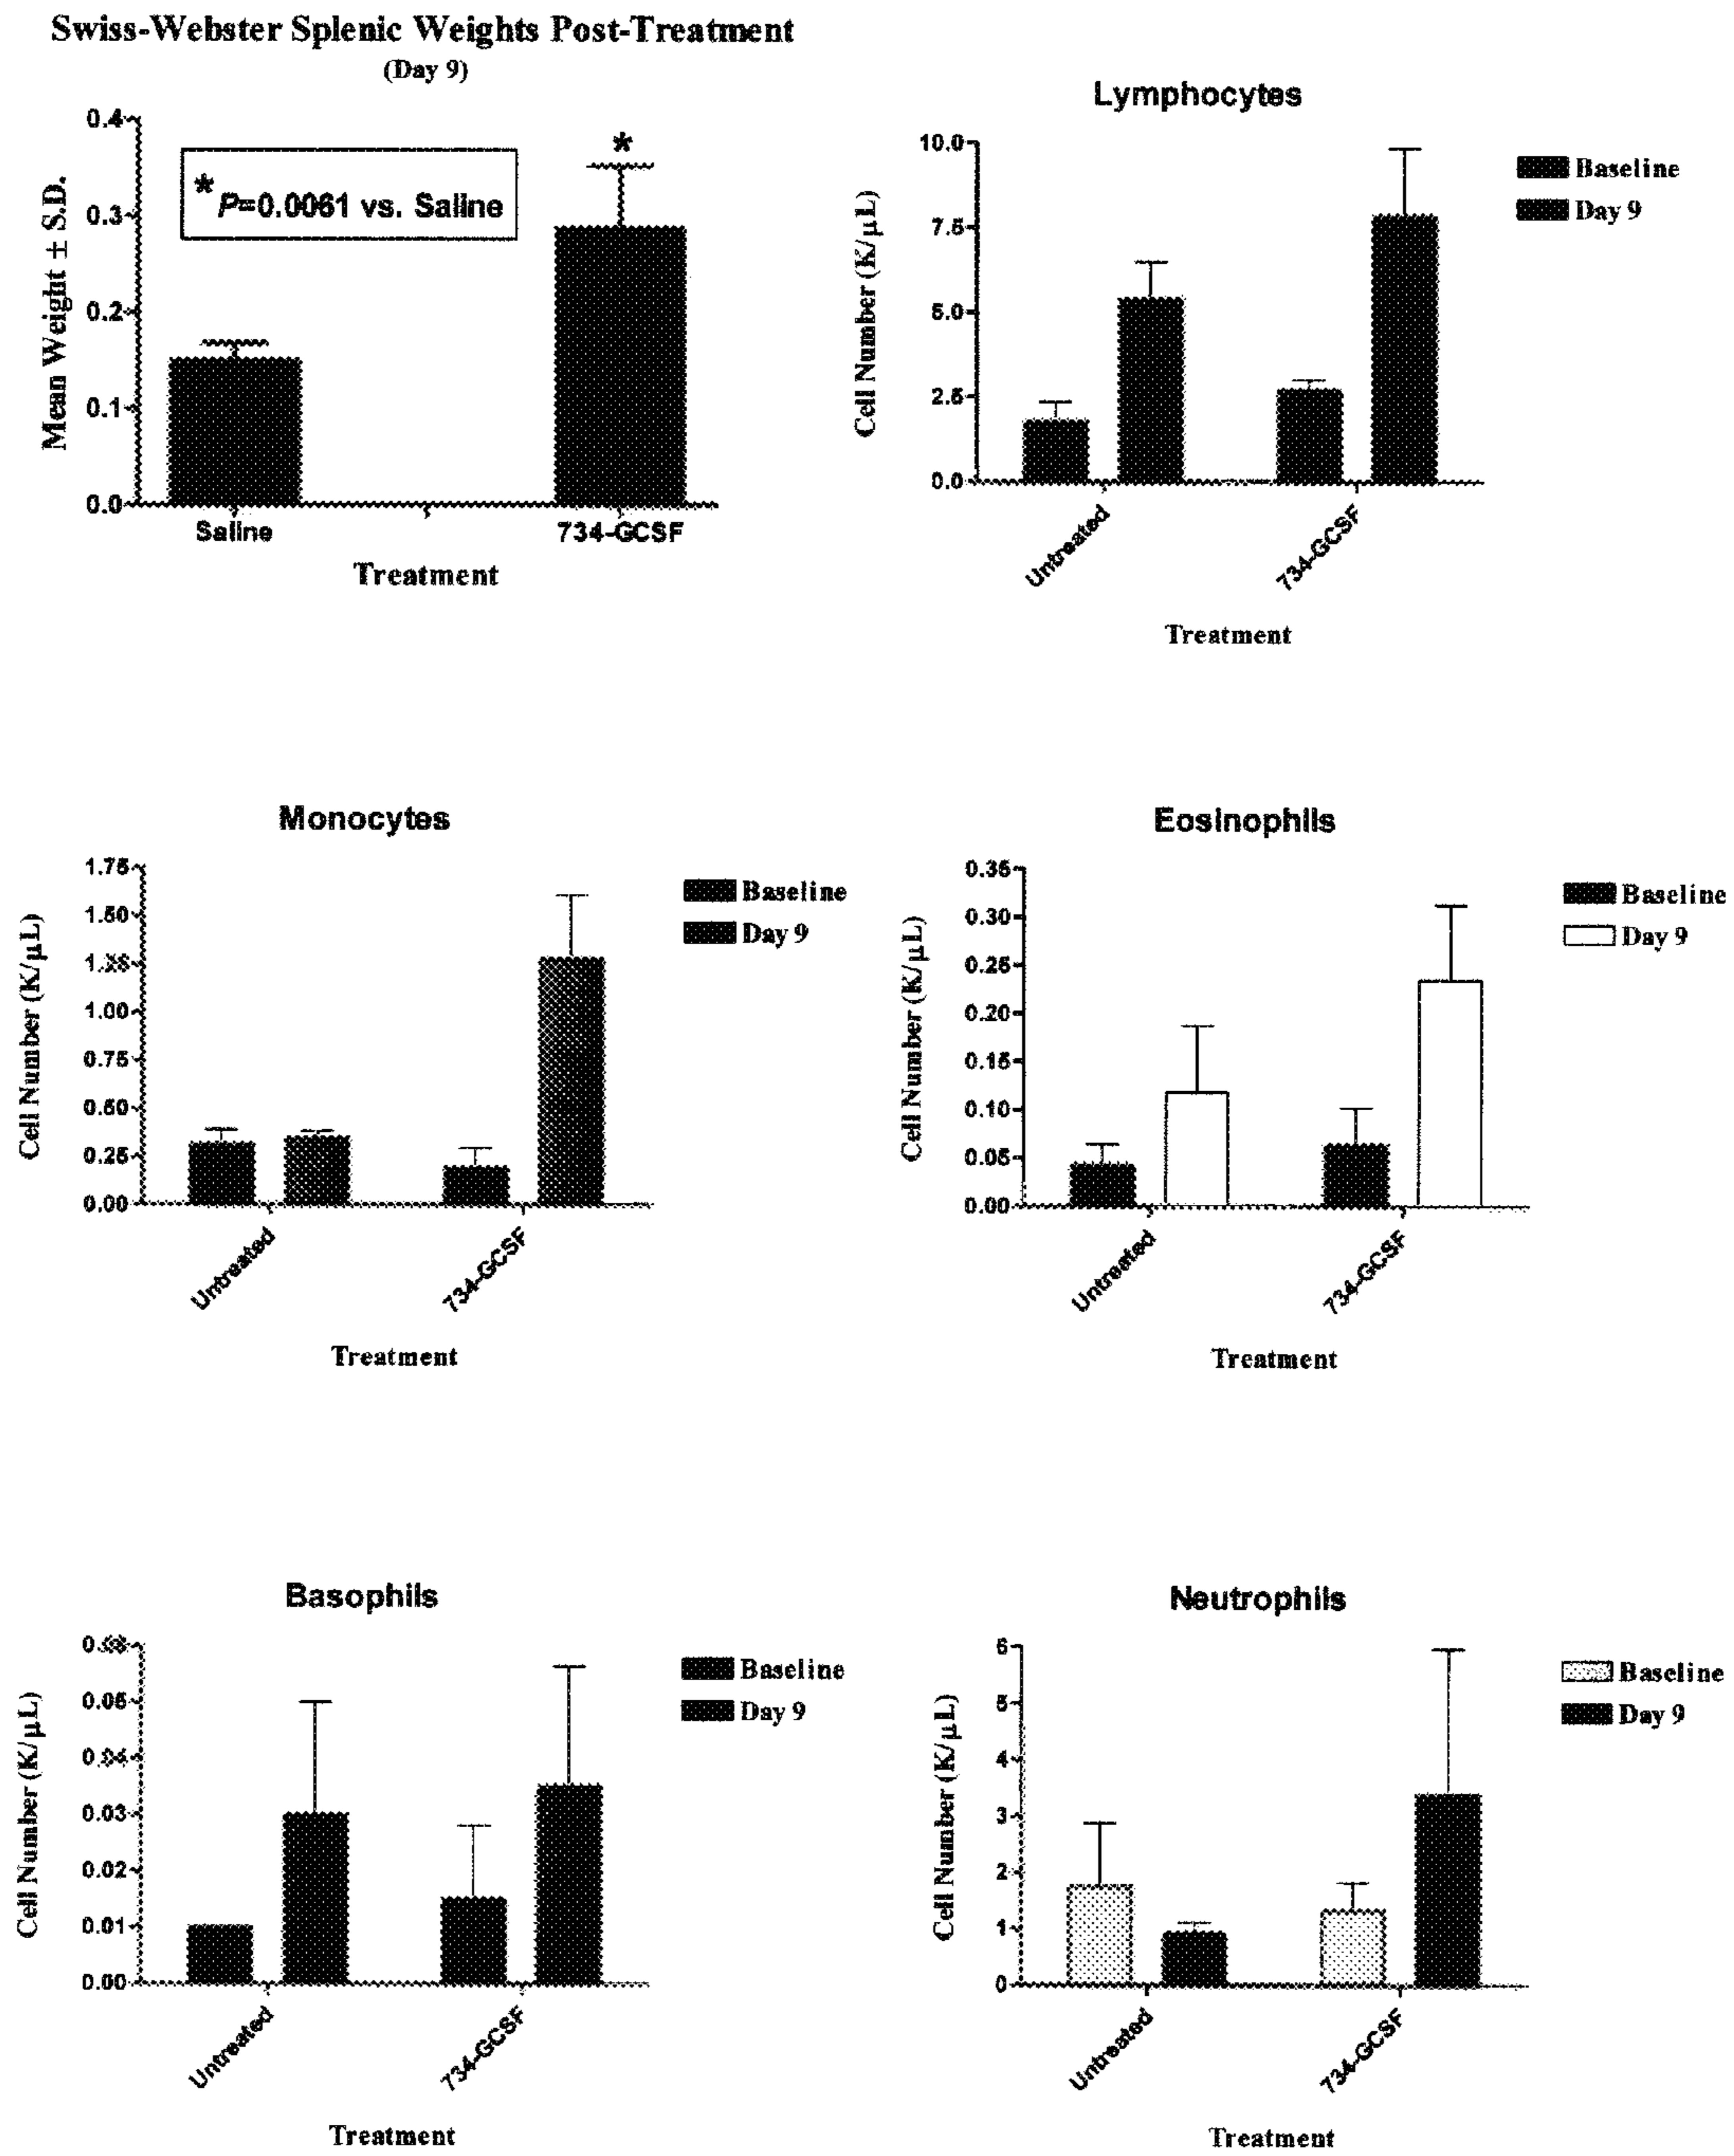 Swiss-Webster Splenic Weights Post-Treatment
(Day 9)
Mean Weight ± S.D.
0.4
0.3
0.2
0.1
0.0
*
* P=0.0061 vs. Saline
Saline
734-GCSF
Treatment
Lymphocytes
Cell Number (K/µL)
10.0
7.5
5.0
2.5
0.0
Baseline
Day 9
Untreated
734-GCSF
Treatment
Monocytes
Cell Number (K/µL)
1.75
1.50
1.25
1.00
0.75
0.50
0.25
0.00
Baseline
Day 9
Untreated
734-GCSF
Treatment
Eosinophils
Cell Number (K/µL)
0.35
0.30
0.25
0.20
0.15
0.10
0.05
0.00
Baseline
Day 9
Untreated
734-GCSF
Treatment
Basophils
Cell Number (K/µL)
0.05
0.03
0.02
0.01
0.00
Baseline
Day 9
Untreated
734-GCSF
Treatment
Neutrophils
Cell Number (K/µL)
6
5
4
3
2
1
0
Baseline
Day 9
Untreated
734-GCSF
Treatment